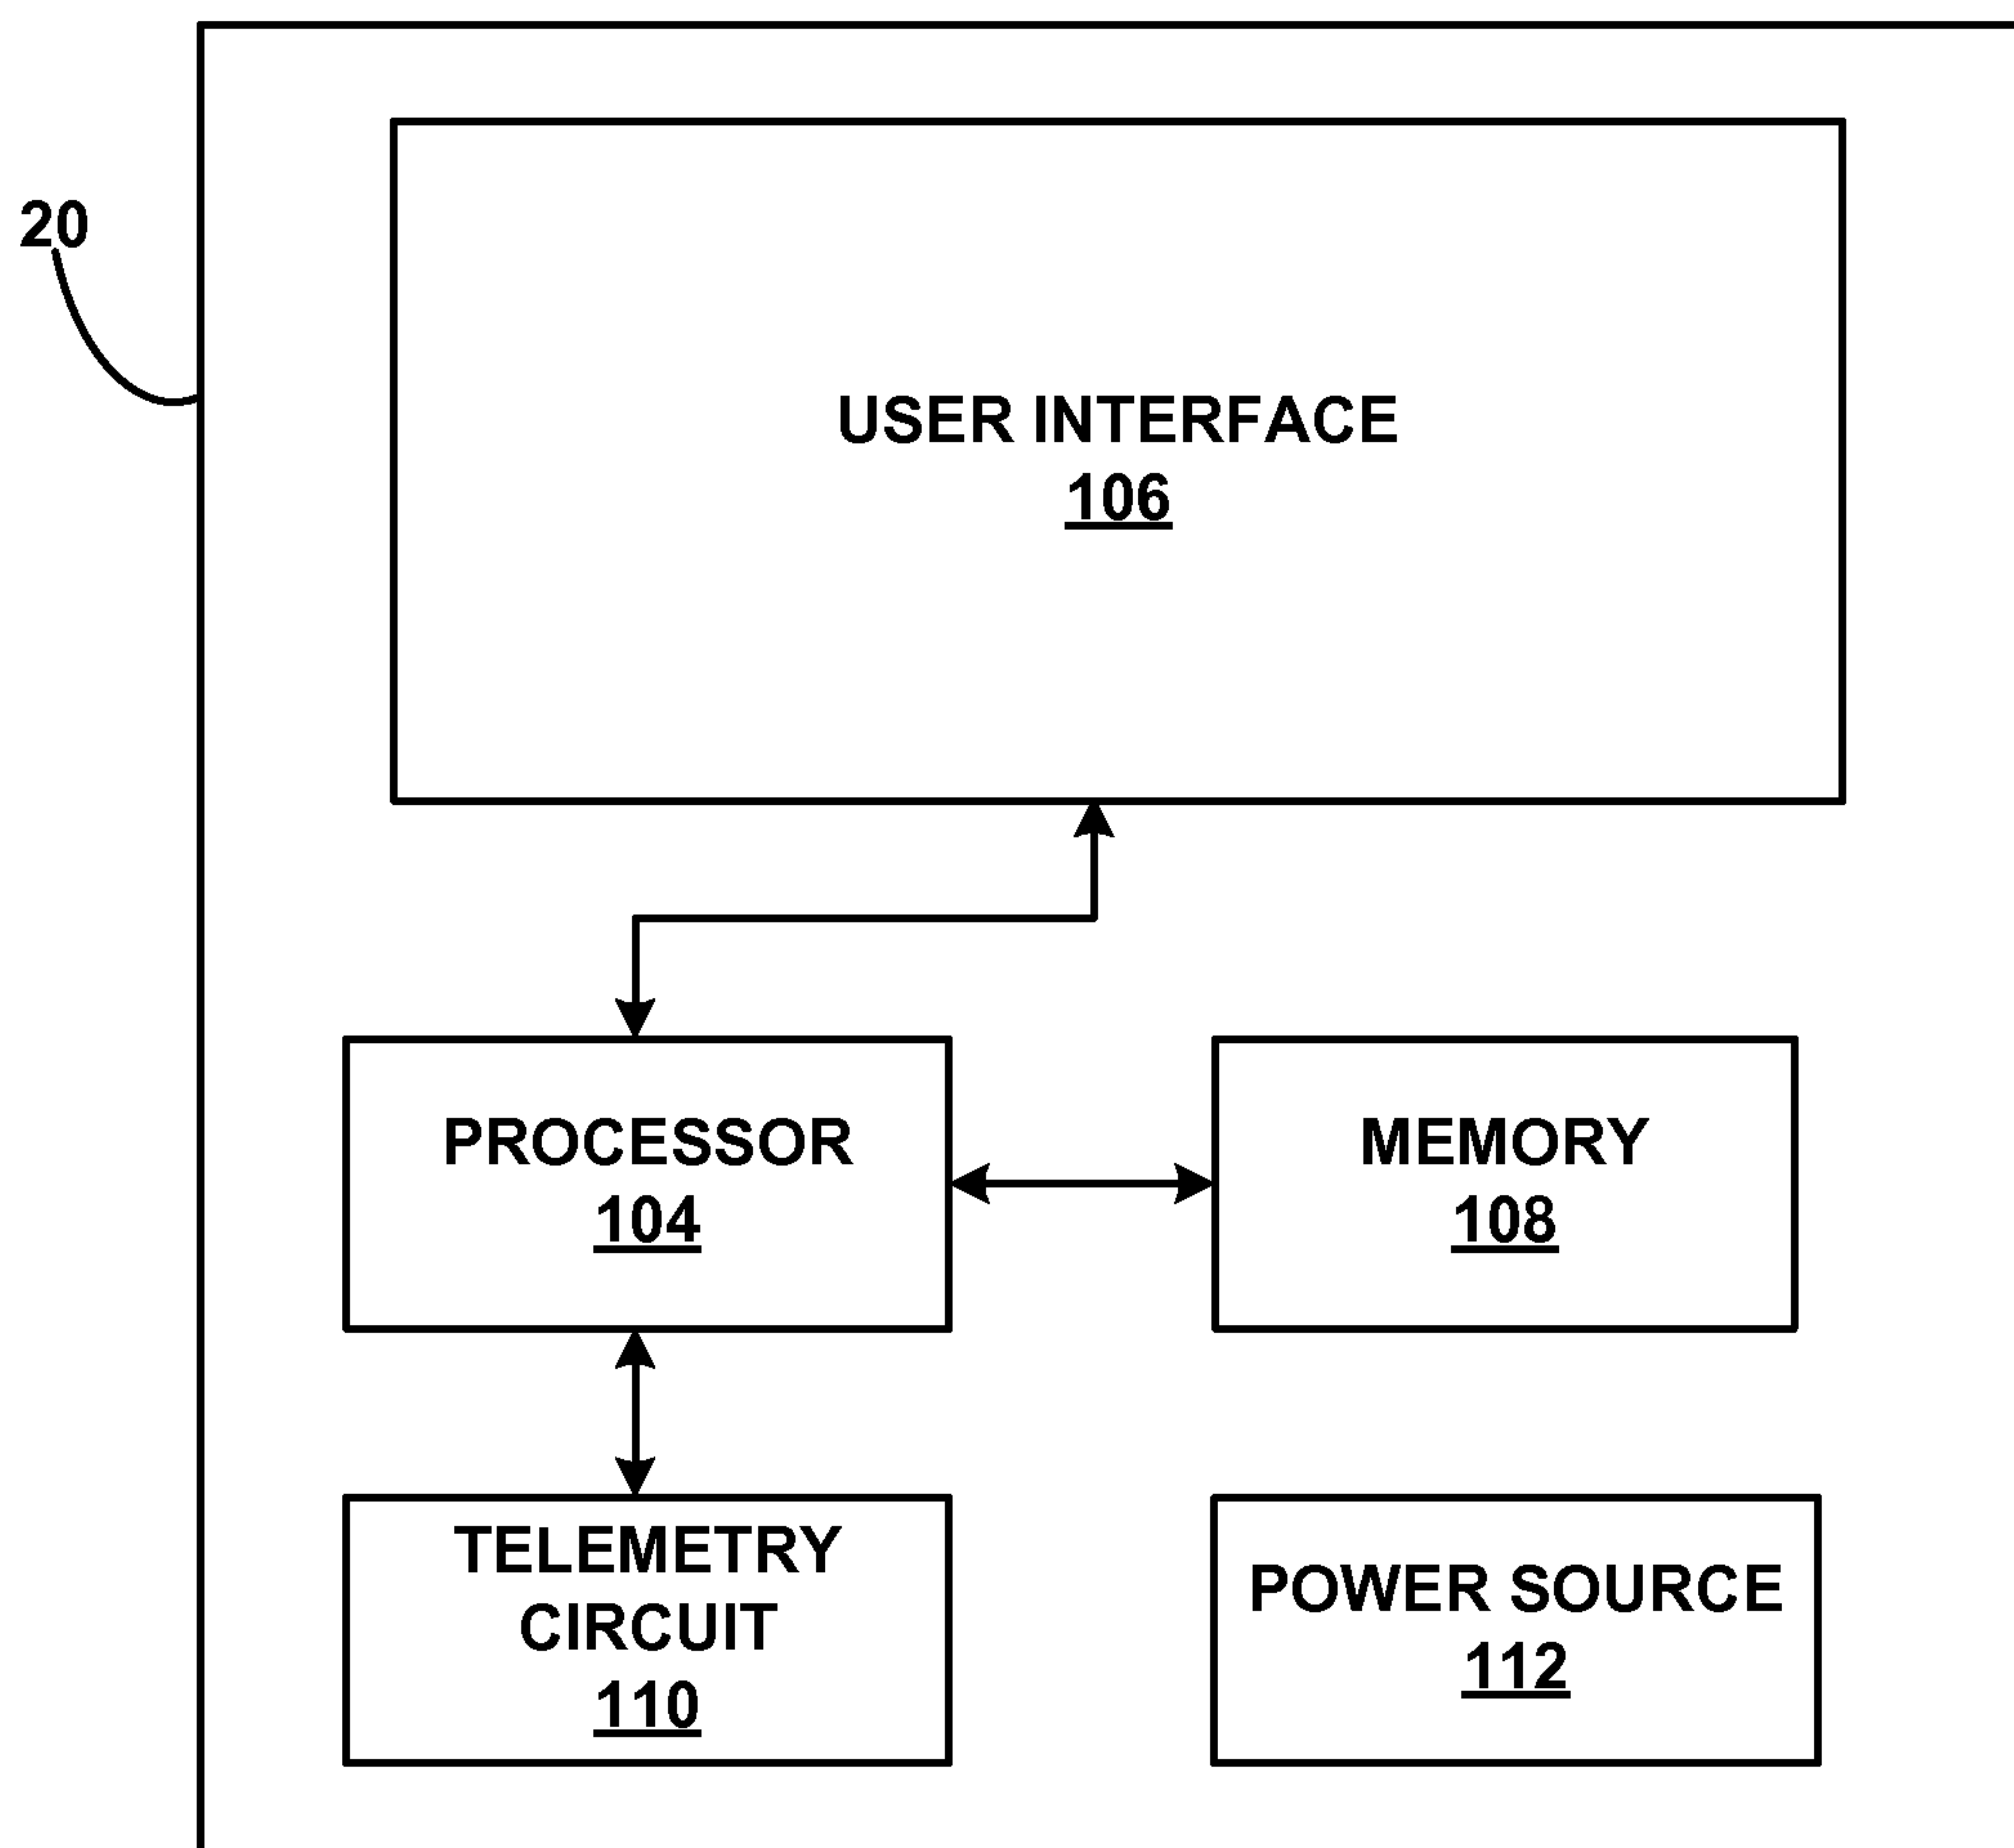 20
USER INTERFACE
106
PROCESSOR
104
MEMORY
108
TELEMETRY
CIRCUIT
110
POWER SOURCE
112